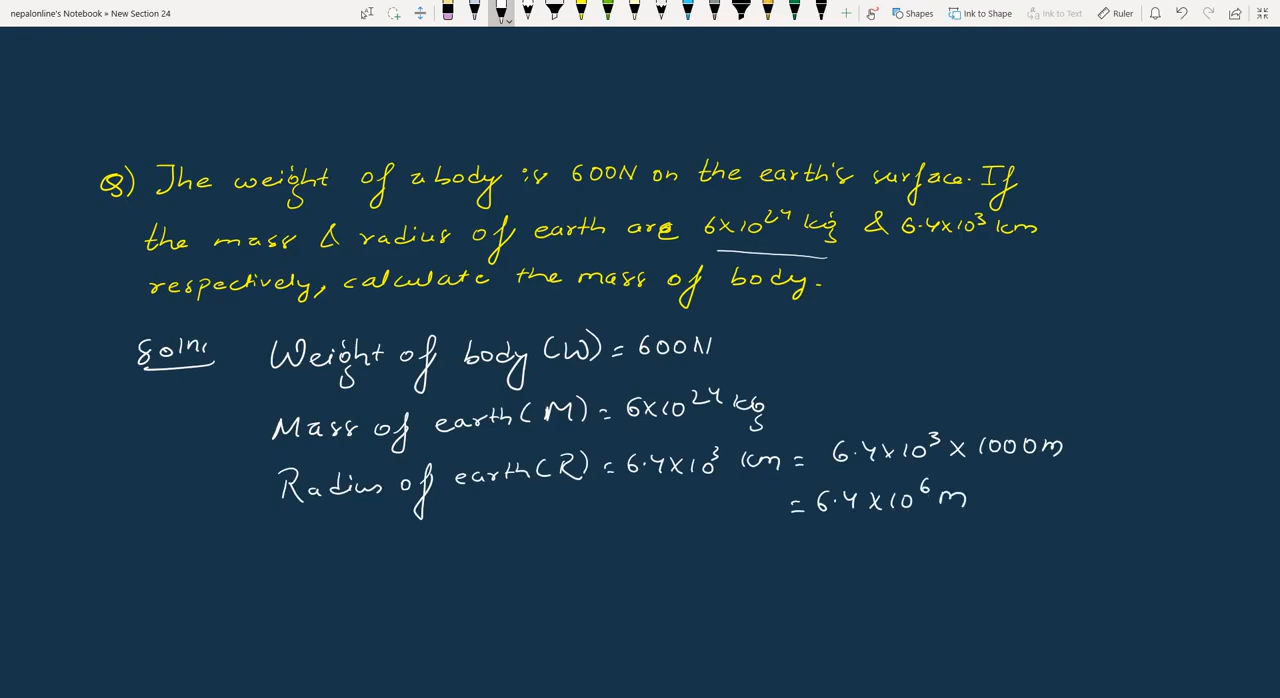 nepalonline's Notebook » New Section 24
Shapes Ink to Shape Ink to Text Ruler
Q) The weight of a body is 600N on the earth's surface. If
the mass & radius of earth are 6×10²⁴ kg & 6.4×10³ km
respectively, calculate the mass of body.
Soln: Weight of body (W) = 600N
Mass of earth (M) = 6×10²⁴ kg
Radius of earth (R) = 6.4×10³ km = 6.4×10³ × 1000m
= 6.4×10⁶ m